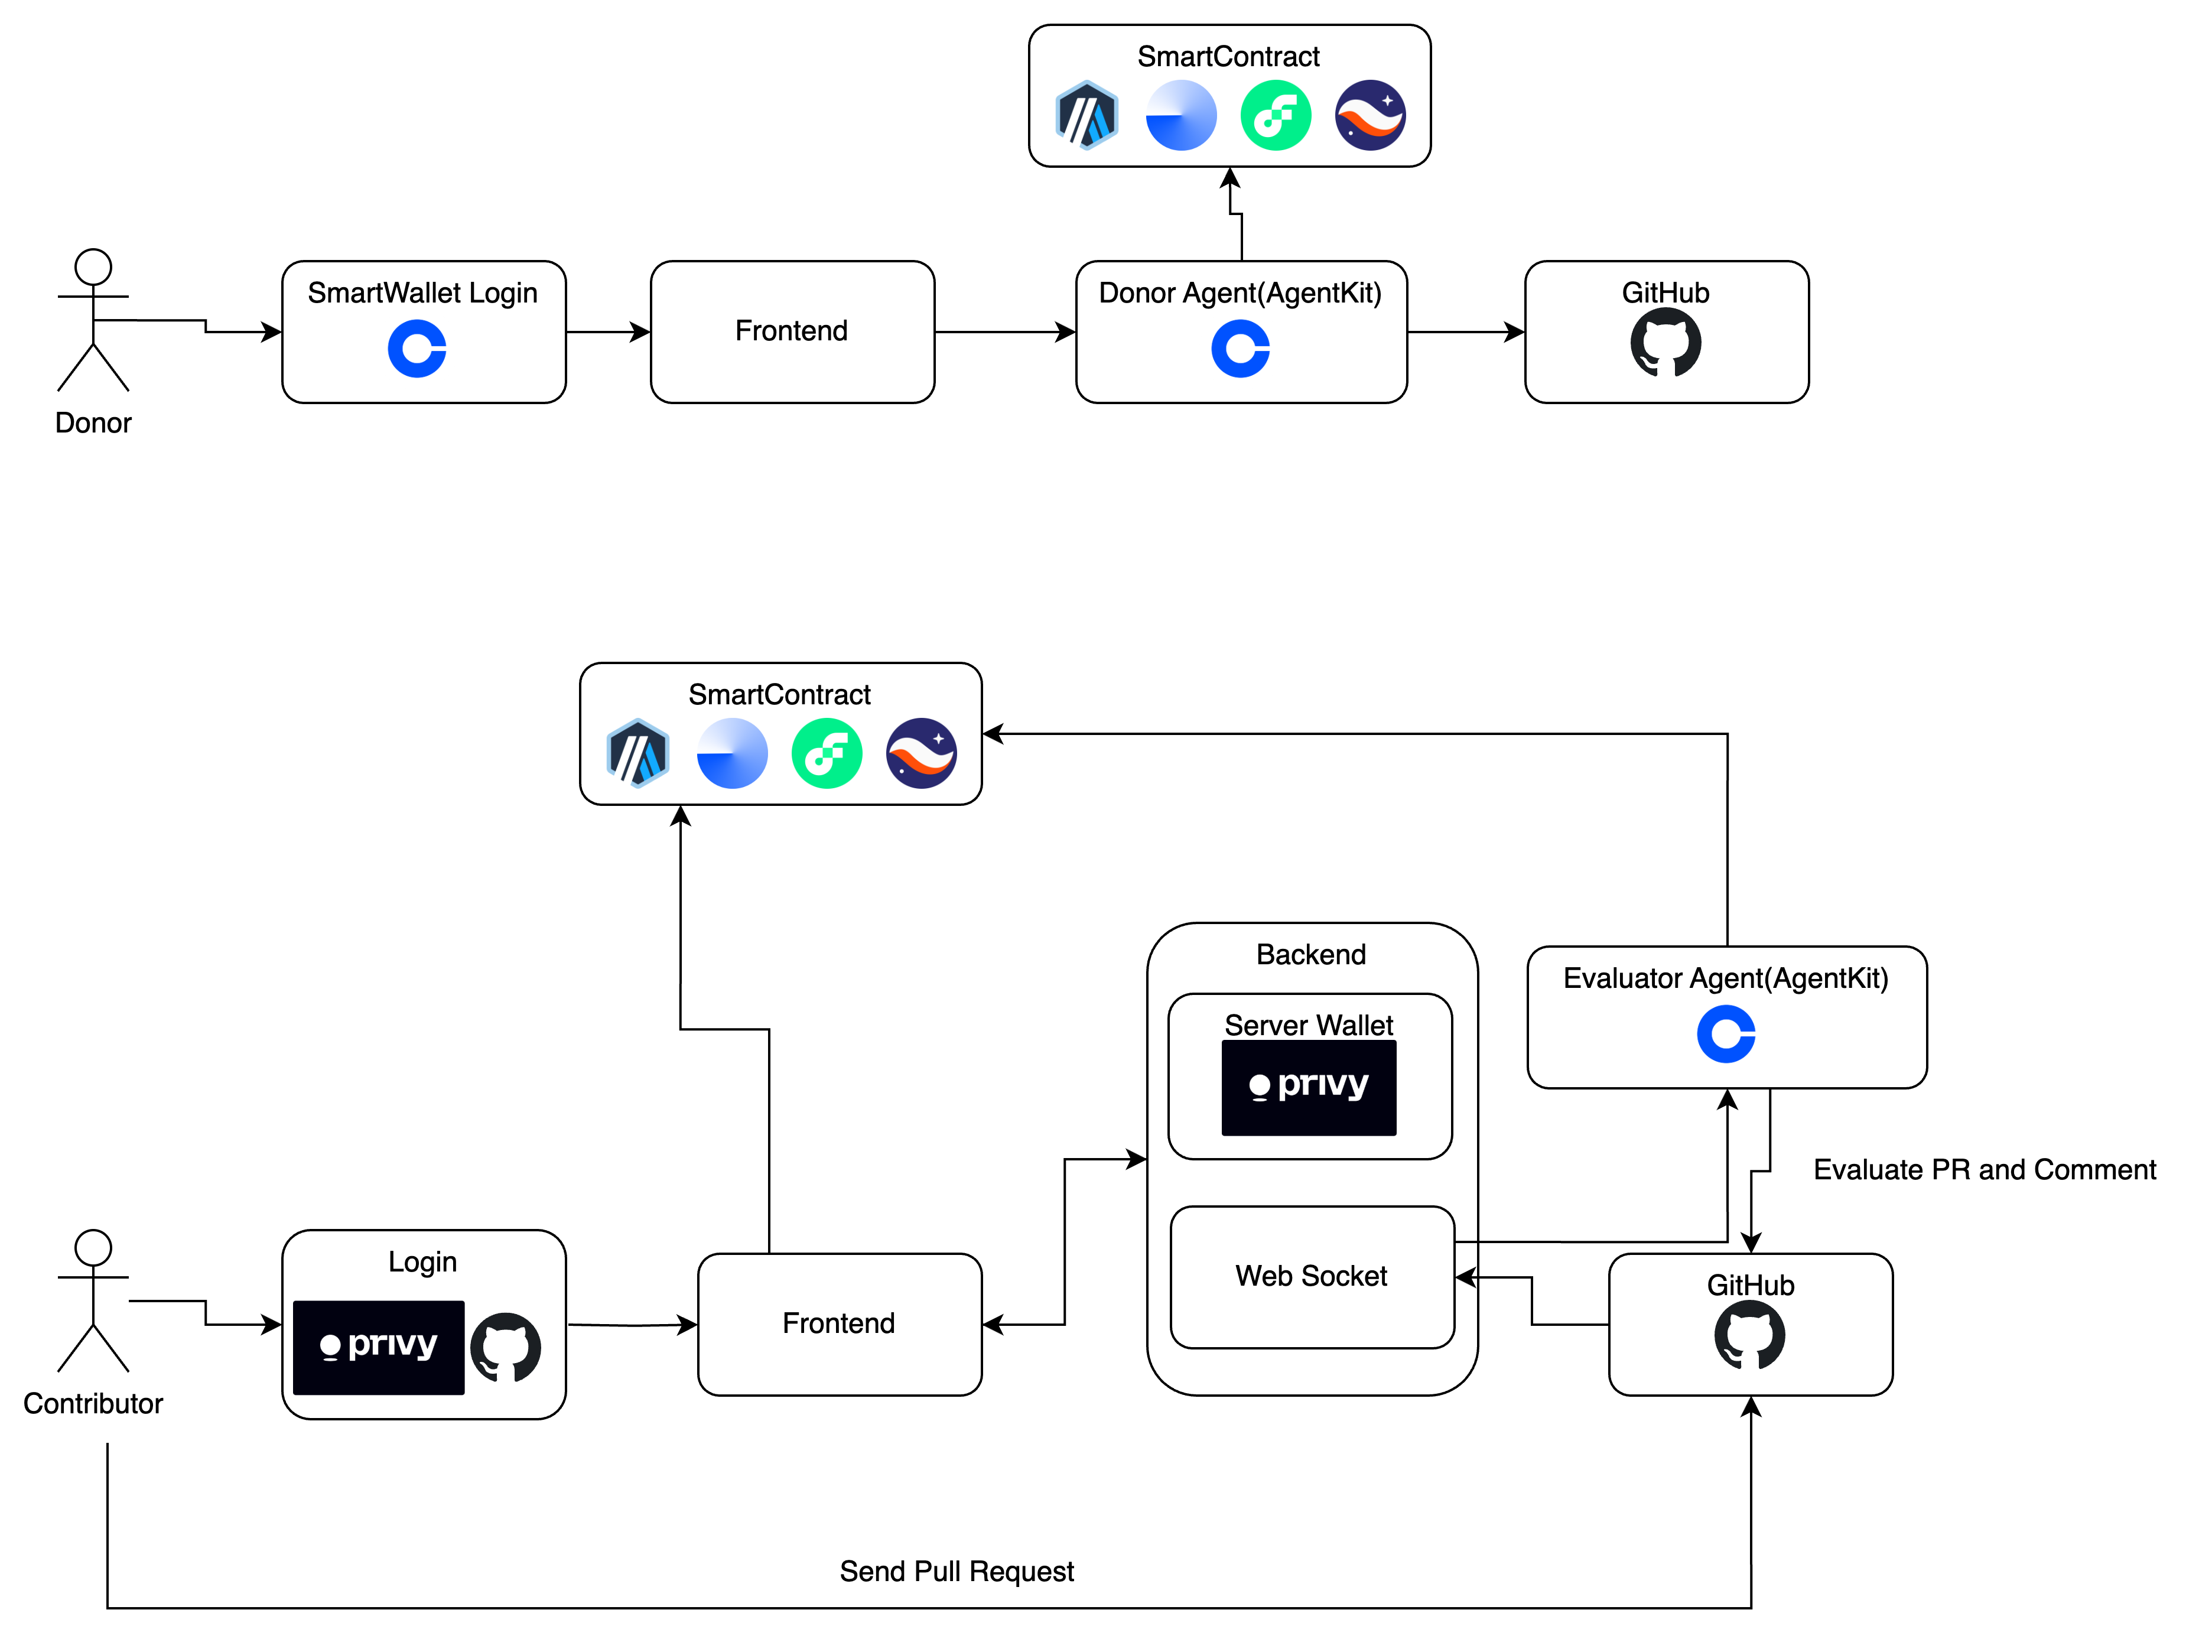 SmartContract
SmartWallet Login
Frontend
Donor Agent(AgentKit)
GitHub
Donor
SmartContract
Backend
Server Wallet
privy
Evaluator Agent(AgentKit)
Evaluate PR and Comment
Web Socket
GitHub
Login
privy
Frontend
Contributor
Send Pull Request